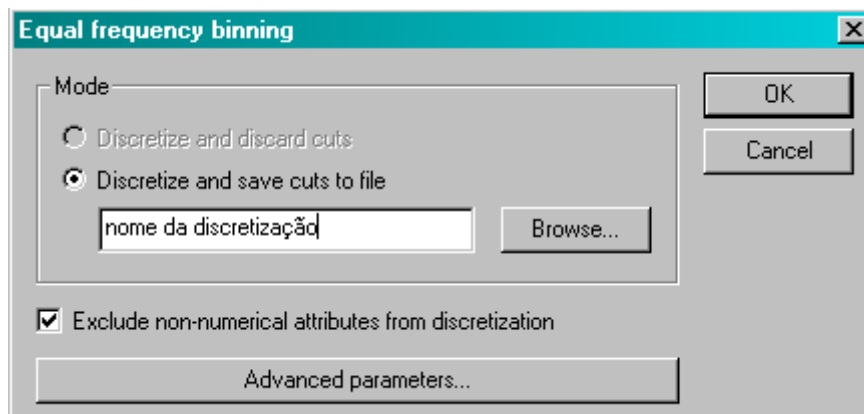 Equal frequency binning
Mode
OK
Discretize and discard cuts
Cancel
Discretize and save cuts to file
nome da discretização
Browse...
Exclude non-numerical attributes from discretization
Advanced parameters...